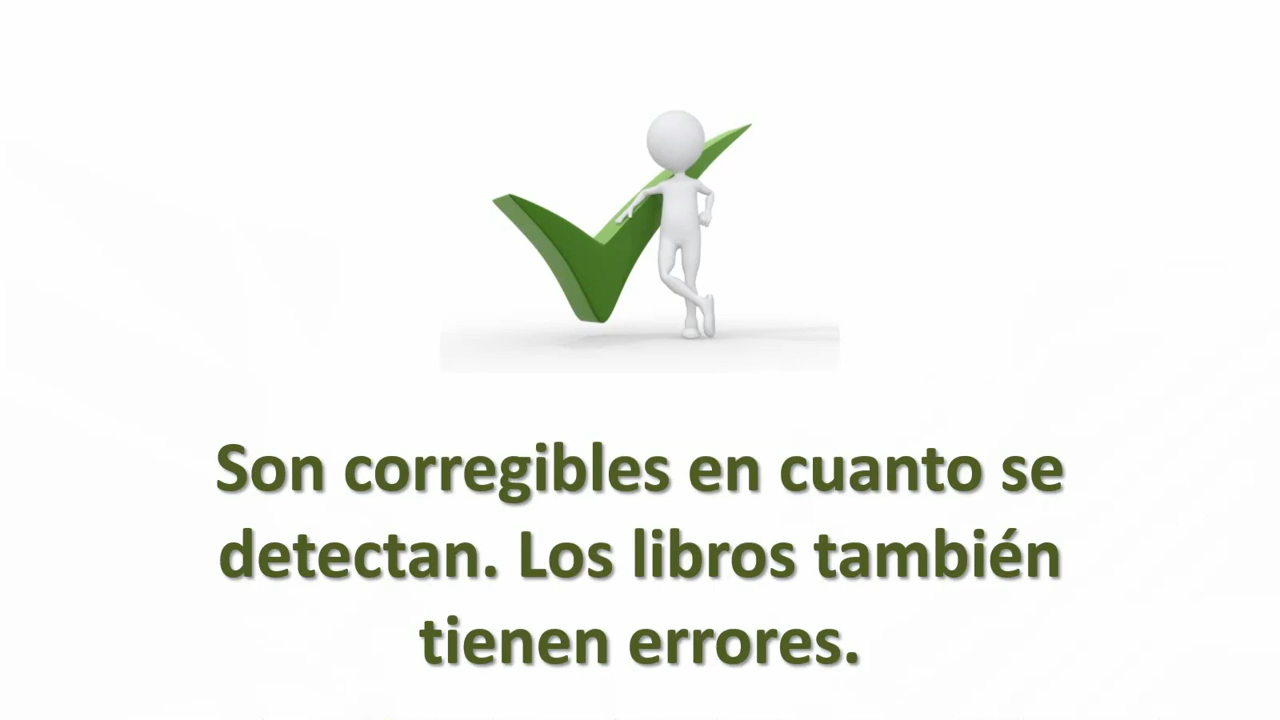 Son corregibles en cuanto se
detectan. Los libros también
tienen errores.